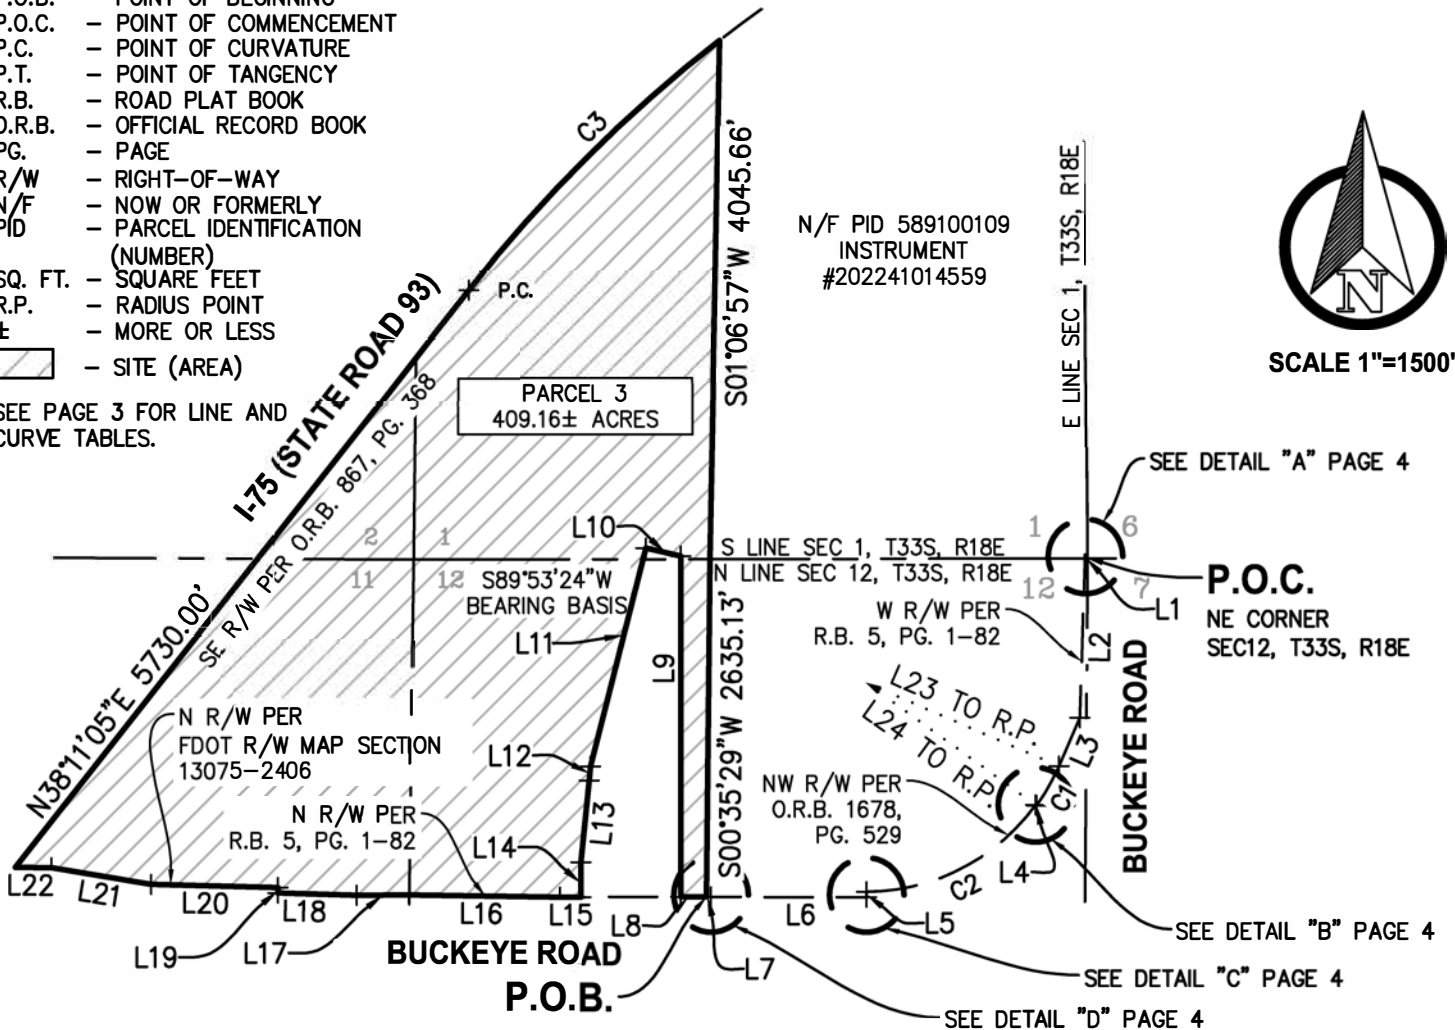 P.O.B. – POINT OF BEGINNING
P.O.C. – POINT OF COMMENCEMENT
P.C. – POINT OF CURVATURE
P.T. – POINT OF TANGENCY
R.B. – ROAD PLAT BOOK
O.R.B. – OFFICIAL RECORD BOOK
PG. – PAGE
R/W – RIGHT-OF-WAY
N/F – NOW OR FORMERLY
PID – PARCEL IDENTIFICATION
(NUMBER)
SQ. FT. – SQUARE FEET
R.P. – RADIUS POINT
± – MORE OR LESS
– SITE (AREA)
SEE PAGE 3 FOR LINE AND
CURVE TABLES.
C3
P.C.
I-75 (STATE ROAD 93)
SE R/W PER O.R.B. 867, PG. 368
N38°11'05"E 5730.00'
PARCEL 3
409.16± ACRES
S01°06'57"W 4045.66'
N/F PID 589100109
INSTRUMENT
#202241014559
E LINE SEC 1, T33S, R18E
N
SCALE 1"=1500'
SEE DETAIL "A" PAGE 4
2 1
11 12
1 6
12 7
L10
S LINE SEC 1, T33S, R18E
N LINE SEC 12, T33S, R18E
S89°53'24"W
BEARING BASIS
L11
L9
S00°35'29"W 2635.13'
P.O.C.
NE CORNER
SEC12, T33S, R18E
L1
W R/W PER
R.B. 5, PG. 1-82
L2
BUCKEYE ROAD
L23 TO R.P.
L24 TO R.P.
L3
C1
NW R/W PER
O.R.B. 1678,
PG. 529
N R/W PER
FDOT R/W MAP SECTION
13075-2406
L12
N R/W PER
R.B. 5, PG. 1-82
L13
L14
L22
L21
L20
L19
L18
L17
L16
L15
L8
L7
L6
L5
C2
L4
BUCKEYE ROAD
P.O.B.
SEE DETAIL "B" PAGE 4
SEE DETAIL "C" PAGE 4
SEE DETAIL "D" PAGE 4